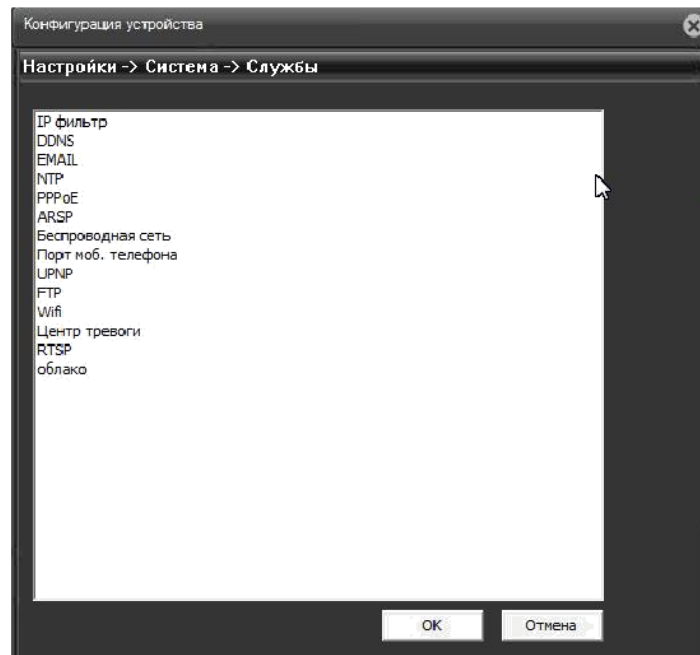 Конфигурация устройства
Настройки -> Система -> Службы
IP фильтр
DDNS
EMAIL
NTP
PPPoE
ARSP
Беспроводная сеть
Порт моб. телефона
UPNP
FTP
Wifi
Центр тревоги
RTSP
облако
OK
Отмена